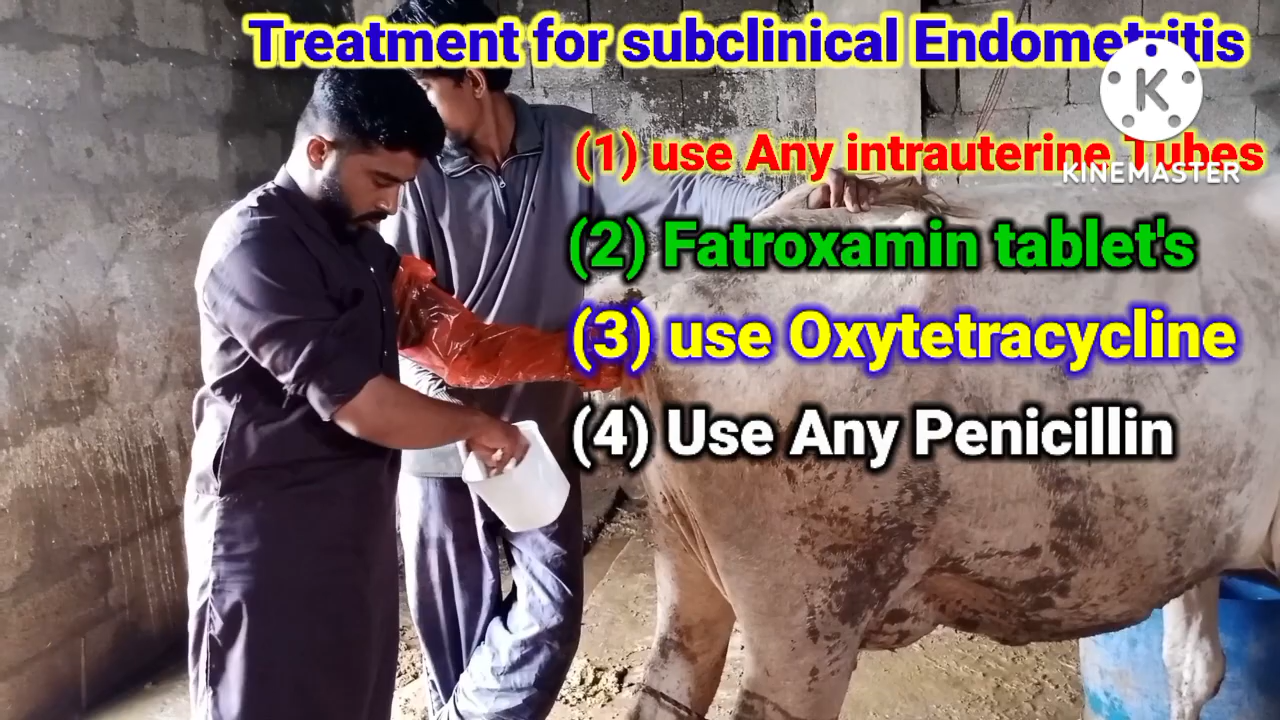 Treatment for subclinical Endometritis
K
(1) use Any intrauterine Tubes
KINEMASTER
(2) Fatroxamin tablet's
(3) use Oxytetracycline
(4) Use Any Penicillin